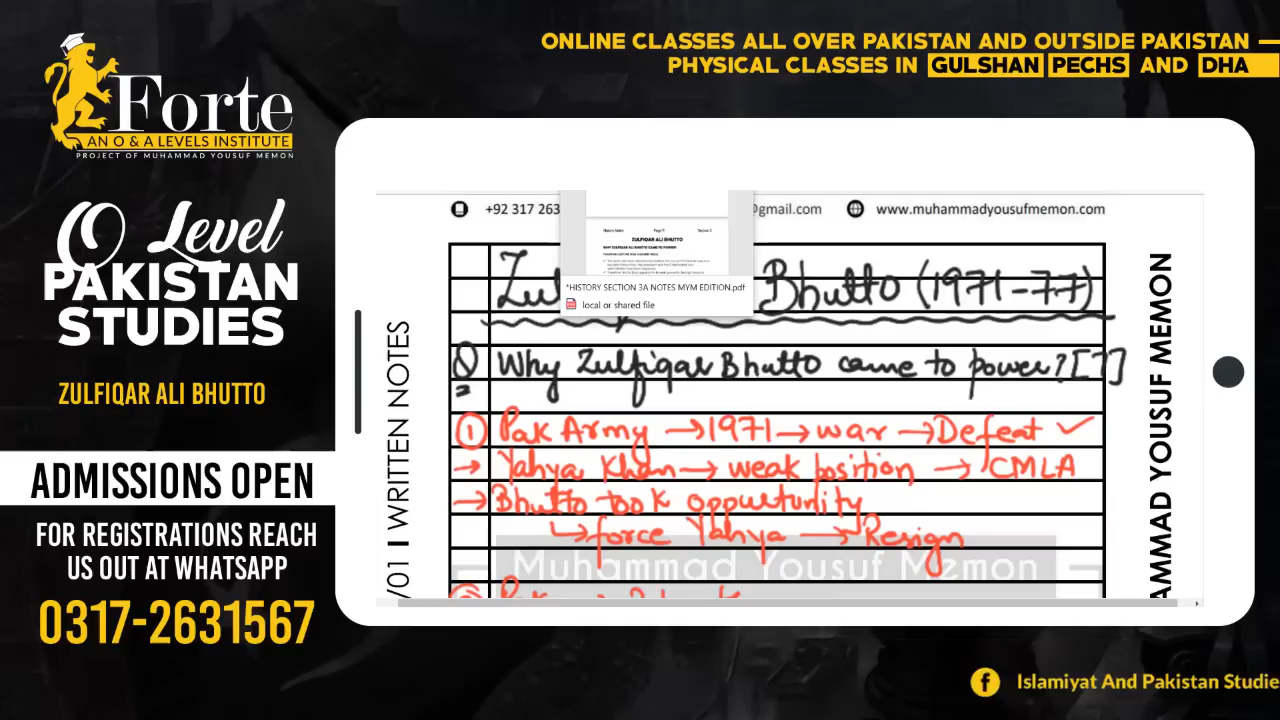 Forte
AN O & A LEVELS INSTITUTE
PROJECT OF MUHAMMAD YOUSUF MEMON
O Level
PAKISTAN
STUDIES
ZULFIQAR ALI BHUTTO
ADMISSIONS OPEN
FOR REGISTRATIONS REACH
US OUT AT WHATSAPP
0317-2631567
ONLINE CLASSES ALL OVER PAKISTAN AND OUTSIDE PAKISTAN
PHYSICAL CLASSES IN GULSHAN PECHS AND DHA
+92 317 263
@gmail.com
www.muhammadyousufmemon.com
ZULFIQAR ALI BHUTTO
*HISTORY SECTION 3A NOTES MYM EDITION.pdf
local or shared file
Zul Bhutto (1971-77)
Q Why Zulfiqar Bhutto came to power? [7]
① Pak Army →1971→ war →Defeat ✓
→ Yahya Khan→ weak position → CMLA
→ Bhutto took oppurtunity
↳force Yahya → Resign
Muhammad Yousuf Memon
/01 I WRITTEN NOTES
AMMAD YOUSUF MEMON
Islamiyat And Pakistan Studie